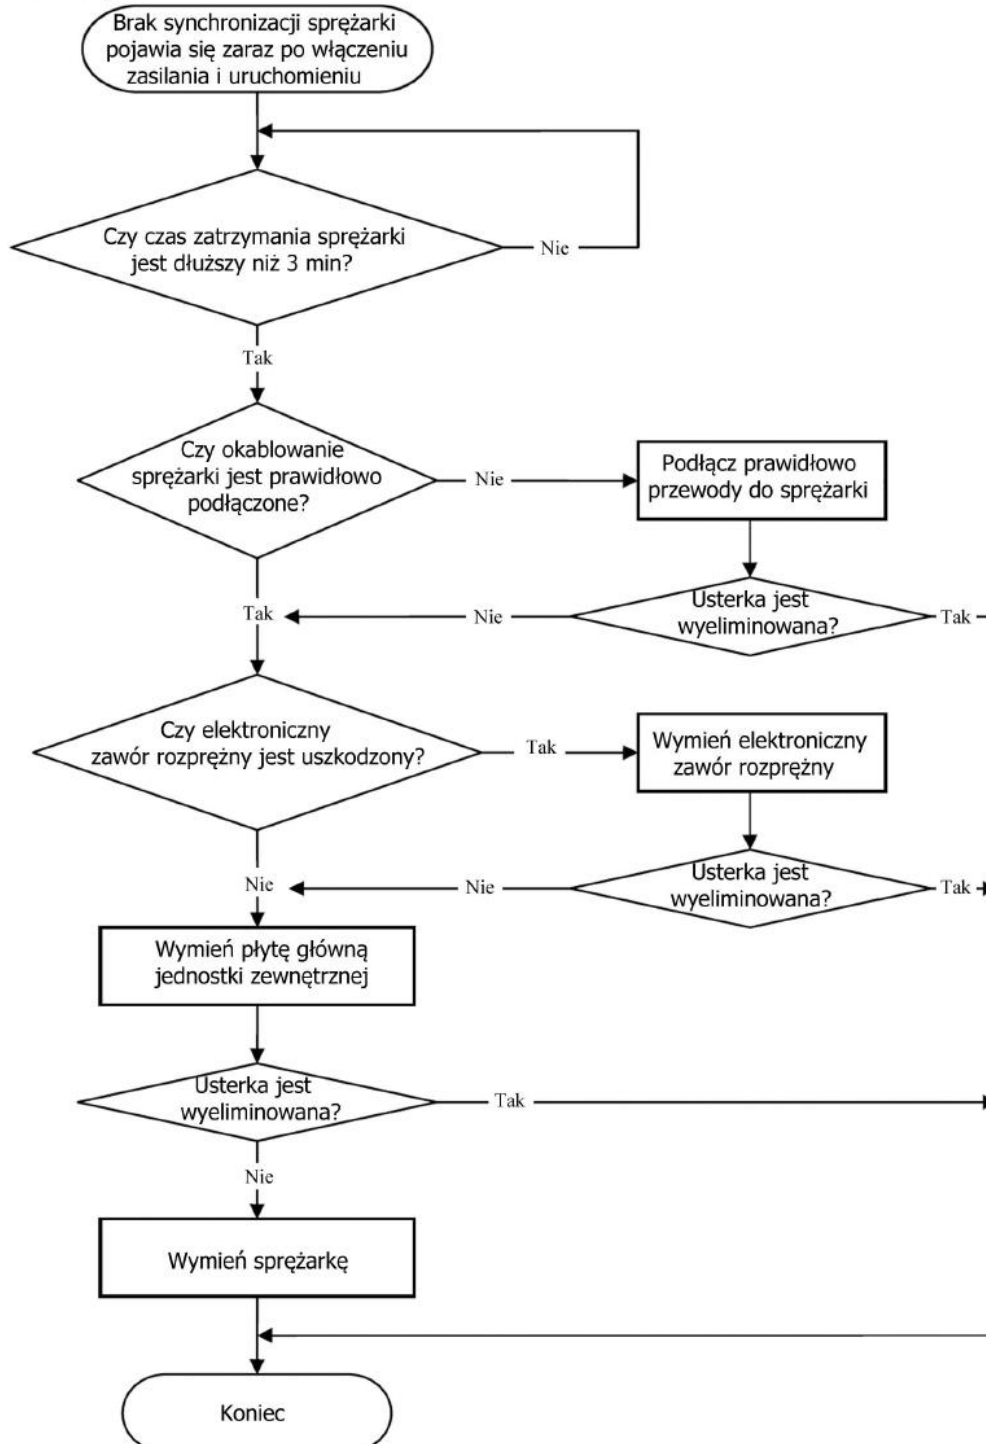 Brak synchronizacji sprężarki
pojawia się zaraz po włączeniu
zasilania i uruchomieniu
Czy czas zatrzymania sprężarki
jest dłuższy niż 3 min?
Nie
Tak
Czy okablowanie
sprężarki jest prawidłowo
podłączone?
Nie
Podłącz prawidłowo
przewody do sprężarki
Tak
Nie
Usterka jest
wyeliminowana?
Tak
Czy elektroniczny
zawór rozprężny jest uszkodzony?
Tak
Wymień elektroniczny
zawór rozprężny
Nie
Nie
Usterka jest
wyeliminowana?
Tak
Wymień płytę główną
jednostki zewnętrznej
Usterka jest
wyeliminowana?
Tak
Nie
Wymień sprężarkę
Koniec